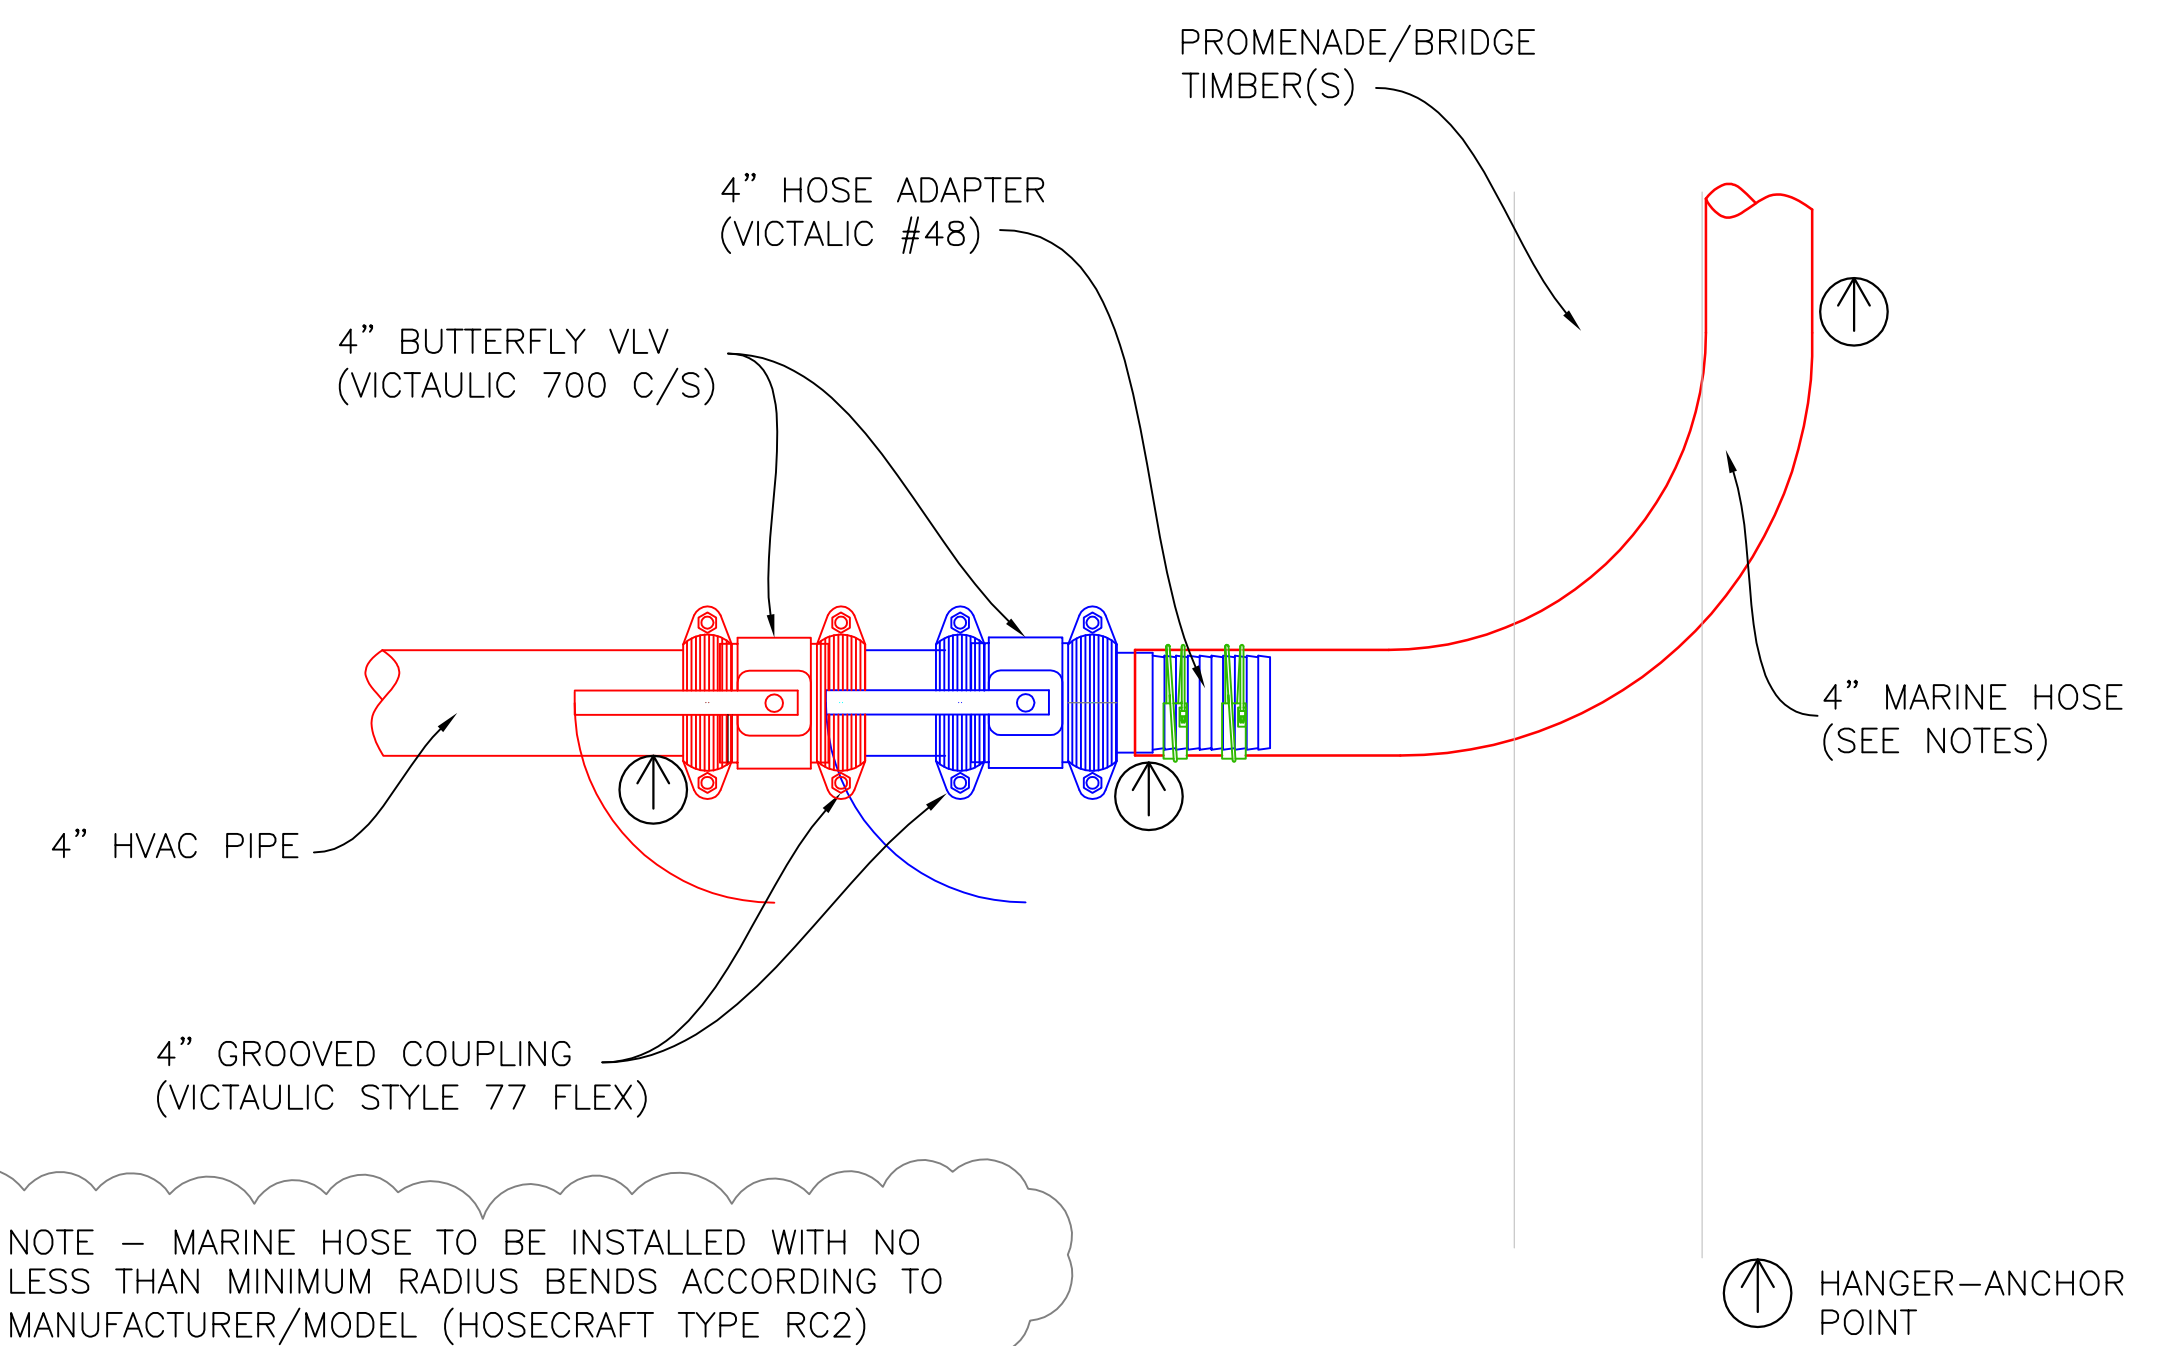 PROMENADE/BRIDGE
TIMBER(S)
4” HOSE ADAPTER
(VICTALIC #48)
4” BUTTERFLY VLV
(VICTAULIC 700 C/S)
4” MARINE HOSE
(SEE NOTES)
4” HVAC PIPE
4” GROOVED COUPLING
(VICTAULIC STYLE 77 FLEX)
NOTE – MARINE HOSE TO BE INSTALLED WITH NO
LESS THAN MINIMUM RADIUS BENDS ACCORDING TO
MANUFACTURER/MODEL (HOSECRAFT TYPE RC2)
HANGER–ANCHOR
POINT